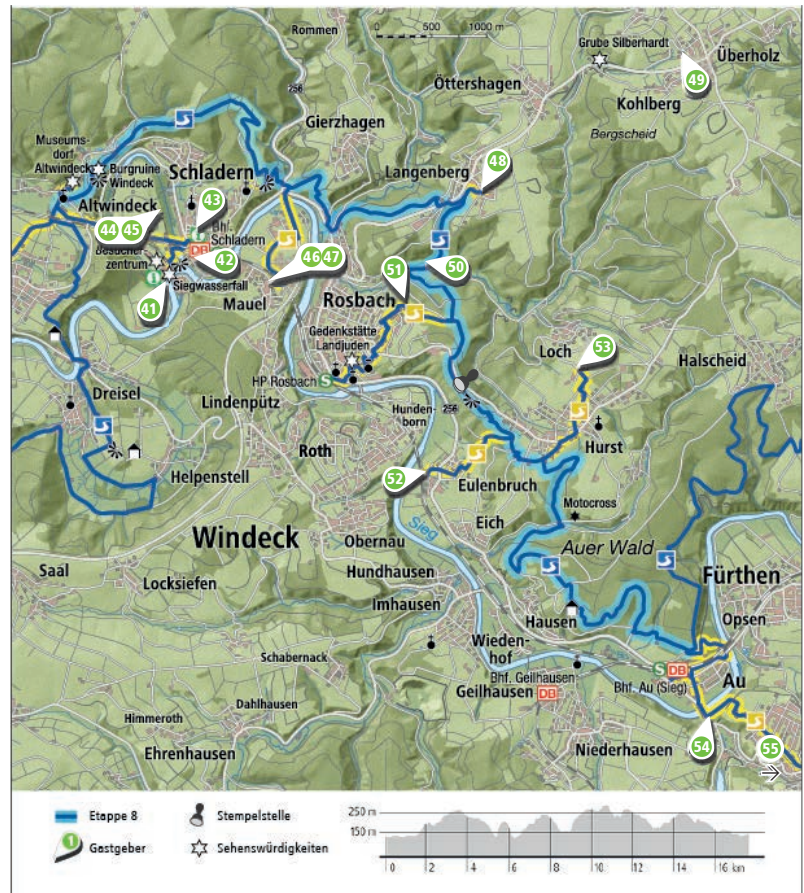 Rommen
0 500 1000 m
Grube Silberhardt
Überholz
49
Öttershagen
256
Kohlberg
Gierzhagen
Bergscheid
Museums-
dorf
Altwindeck
Burgruine
Windeck
Schladern
Langenberg
48
Altwindeck
43
44 45
Bhf.
Schladern
DB
Besucher
zentrum
42
46 47
51
50
Siegwasserfall
41
Mauel
Rosbach
Gedenkstätte
Landjuden
Loch
53
Halscheid
HP Rosbach
S
Dreisel
Lindenpütz
Hunden-
born
256
Hurst
Roth
Helpenstell
52
Eulenbruch
Motocross
Windeck
Sieg
Eich
Obernau
Auer Wald
Saal
Locksiefen
Hundhausen
Fürthen
Imhausen
Hausen
Opsen
Wieden-
hof
Schabernack
Bhf. Geilhausen
Geilhausen
DB
S
DB
Bhf. Au (Sieg)
Au
Dahlhausen
Himmeroth
Ehrenhausen
Niederhausen
54
55
Etappe 8
Stempelstelle
1
Gastgeber
Sehenswürdigkeiten
250 m
150 m
0 2 4 6 8 10 12 14 16 km